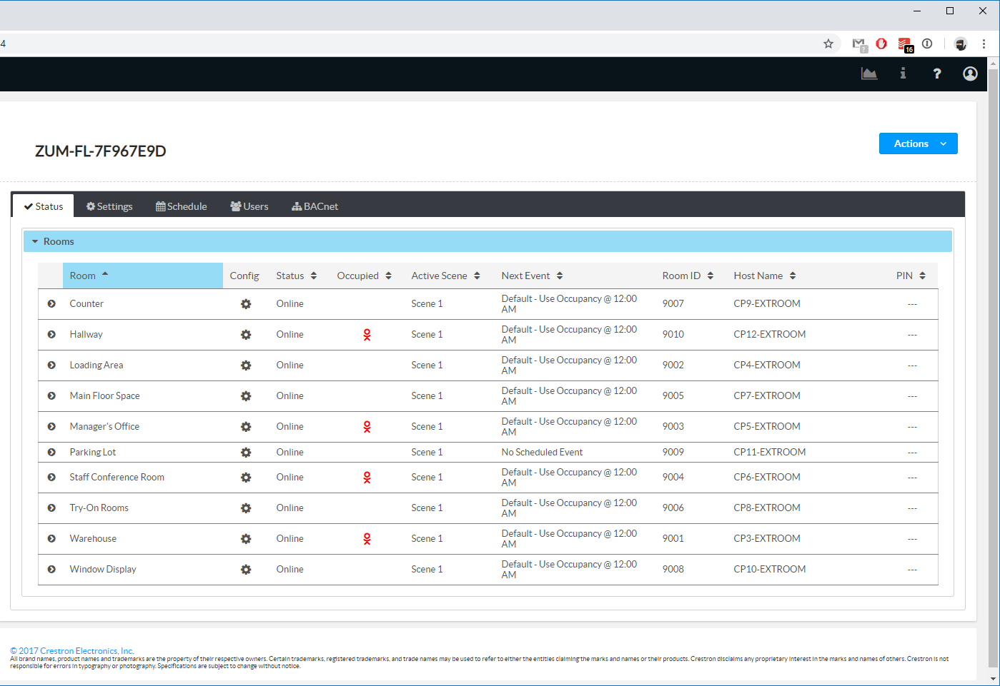 4
?
16
?
ZUM-FL-7F967E9D
Actions
Status Settings Schedule Users BACnet
Rooms
Room Config Status Occupied Active Scene Next Event Room ID Host Name PIN
Counter Online Scene 1 Default - Use Occupancy @ 12:00 AM 9007 CP9-EXTROOM ---
Hallway Online Scene 1 Default - Use Occupancy @ 12:00 AM 9010 CP12-EXTROOM ---
Loading Area Online Scene 1 Default - Use Occupancy @ 12:00 AM 9002 CP4-EXTROOM ---
Main Floor Space Online Scene 1 Default - Use Occupancy @ 12:00 AM 9005 CP7-EXTROOM ---
Manager's Office Online Scene 1 Default - Use Occupancy @ 12:00 AM 9003 CP5-EXTROOM ---
Parking Lot Online Scene 1 No Scheduled Event 9009 CP11-EXTROOM ---
Staff Conference Room Online Scene 1 Default - Use Occupancy @ 12:00 AM 9004 CP6-EXTROOM ---
Try-On Rooms Online Scene 1 Default - Use Occupancy @ 12:00 AM 9006 CP8-EXTROOM ---
Warehouse Online Scene 1 Default - Use Occupancy @ 12:00 AM 9001 CP3-EXTROOM ---
Window Display Online Scene 1 Default - Use Occupancy @ 12:00 AM 9008 CP10-EXTROOM ---
© 2017 Crestron Electronics, Inc.
All brand names, product names and trademarks are the property of their respective owners. Certain trademarks, registered trademarks, and trade names may be used to refer to either the entities claiming the marks and names or their products. Crestron disclaims any proprietary interest in the marks and names of others. Crestron is not
responsible for errors in typography or photography. Specifications are subject to change without notice.